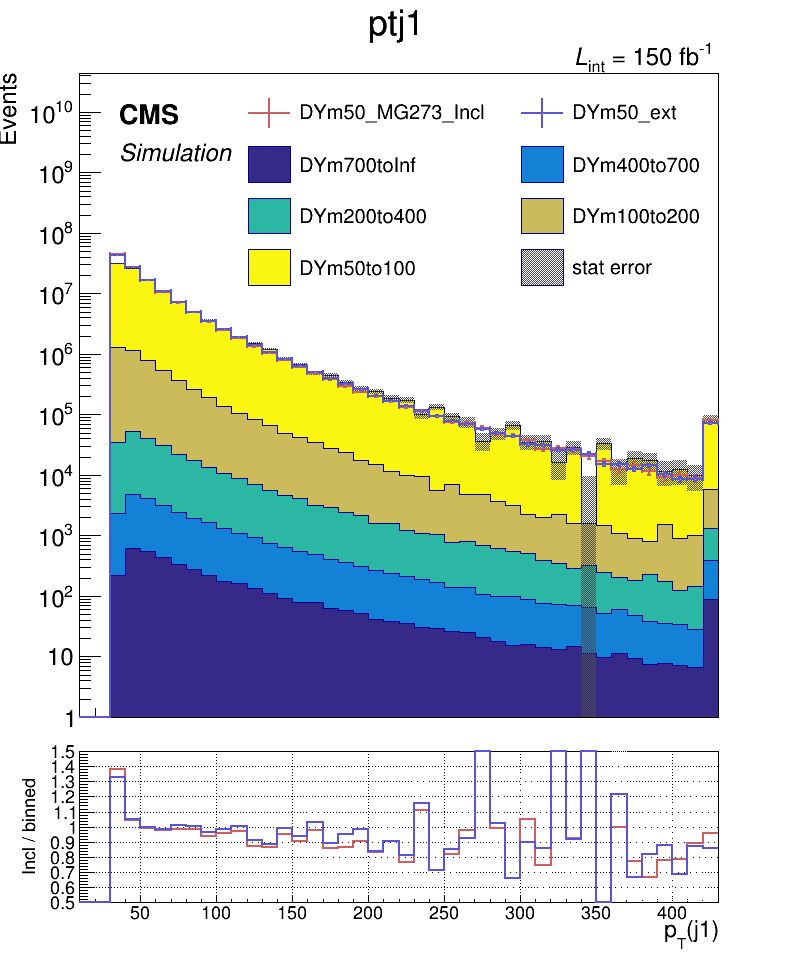 ptj1
L_int = 150 fb^-1
Events
CMS
Simulation
DYm50_MG273_Incl
DYm50_ext
DYm700toInf
DYm400to700
DYm200to400
DYm100to200
DYm50to100
stat error
10^10
10^9
10^8
10^7
10^6
10^5
10^4
10^3
10^2
10
1
Incl / binned
1.5
1.4
1.3
1.2
1.1
1
0.9
0.8
0.7
0.6
0.5
50 100 150 200 250 300 350 400
p_T(j1)